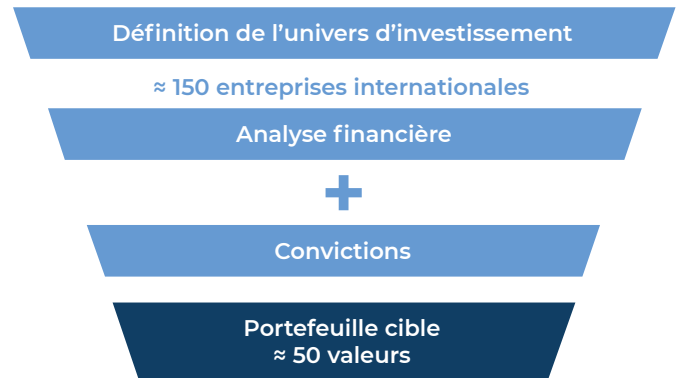 Définition de l’univers d’investissement
≈ 150 entreprises internationales
Analyse financière
+
Convictions
Portefeuille cible
≈ 50 valeurs